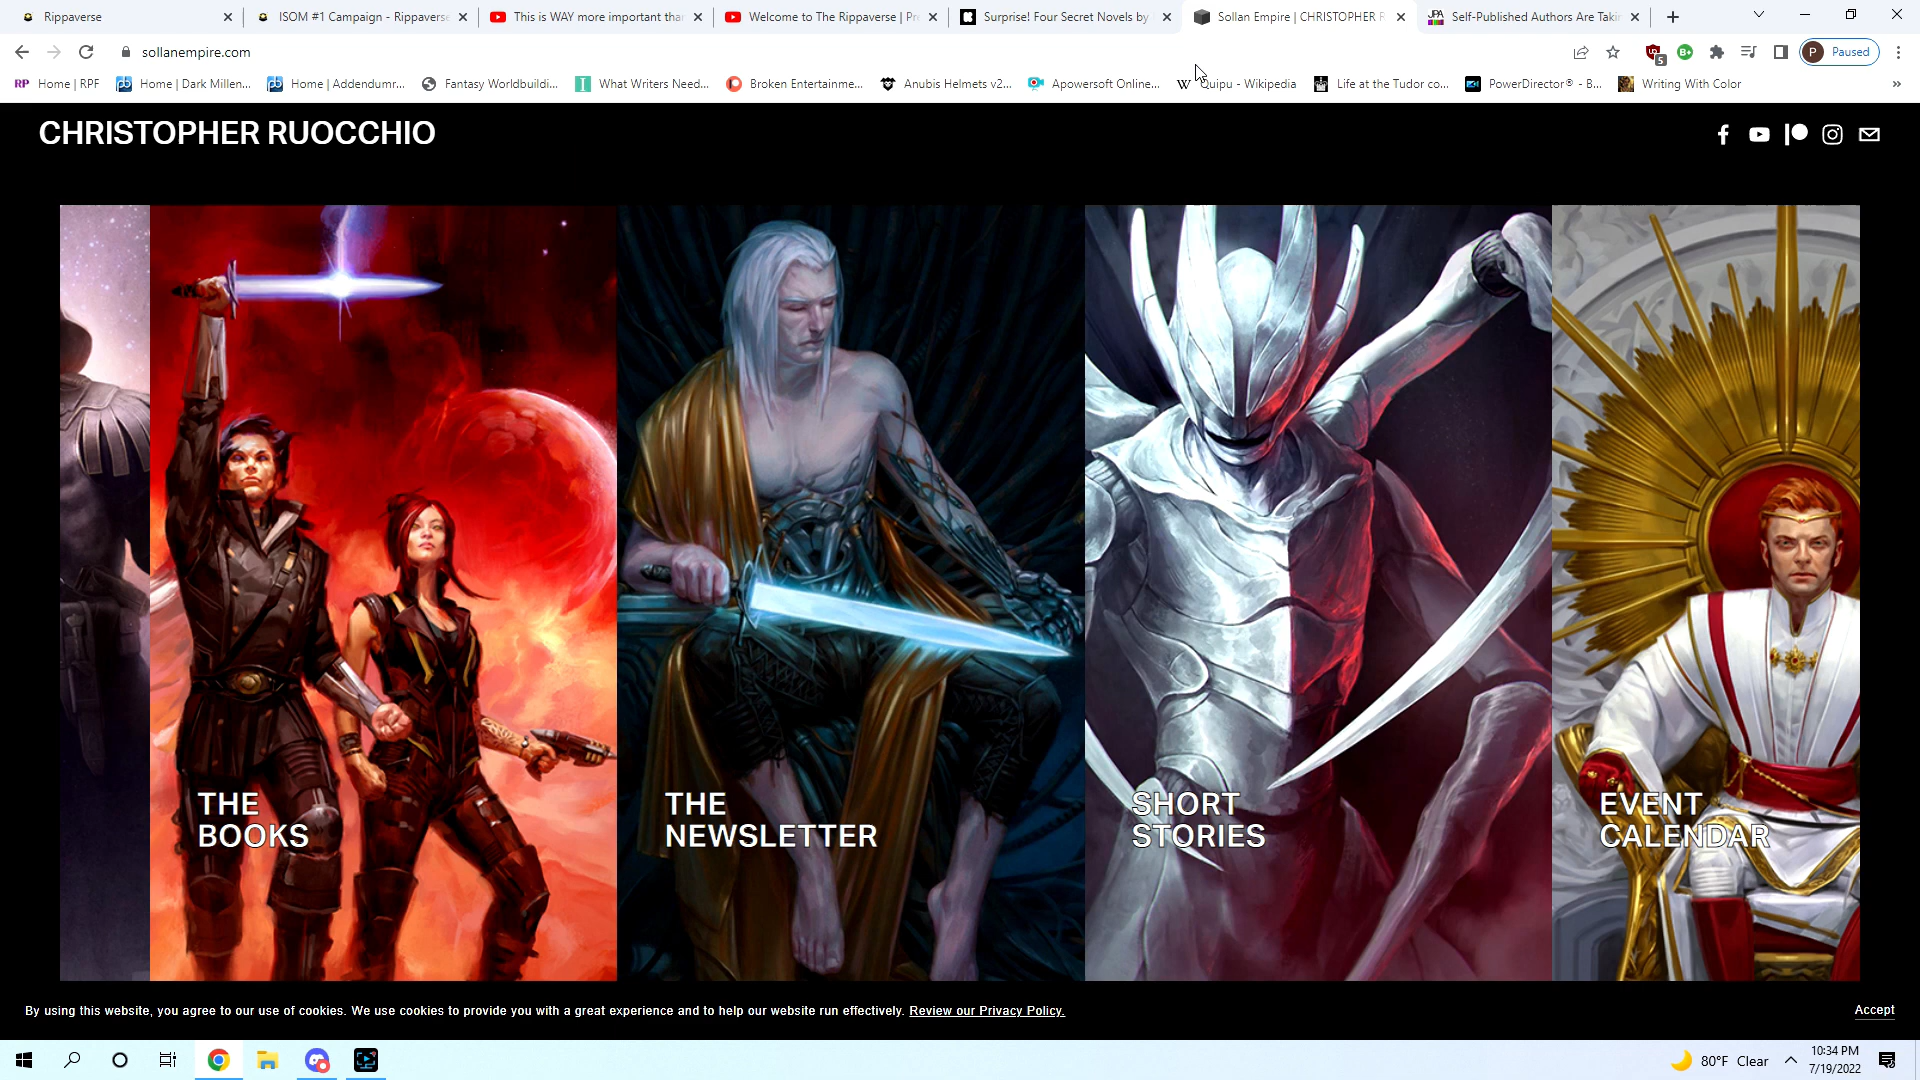 Rippaverse
ISOM #1 Campaign - Rippaverse
This is WAY more important than
Welcome to The Rippaverse | Pr
Surprise! Four Secret Novels by
Sollan Empire | CHRISTOPHER R
Self-Published Authors Are Takin
sollanempire.com
5
P Paused
Home | RPF
Home | Dark Millen...
Home | Addendumr...
Fantasy Worldbuildi...
What Writers Need...
Broken Entertainme...
Anubis Helmets v2...
Apowersoft Online...
Quipu - Wikipedia
Life at the Tudor co...
PowerDirector® - B...
Writing With Color
CHRISTOPHER RUOCCHIO
THE
BOOKS
THE
NEWSLETTER
SHORT
STORIES
EVENT
CALENDAR
By using this website, you agree to our use of cookies. We use cookies to provide you with a great experience and to help our website run effectively. Review our Privacy Policy.
Accept
80°F Clear
10:34 PM
7/19/2022